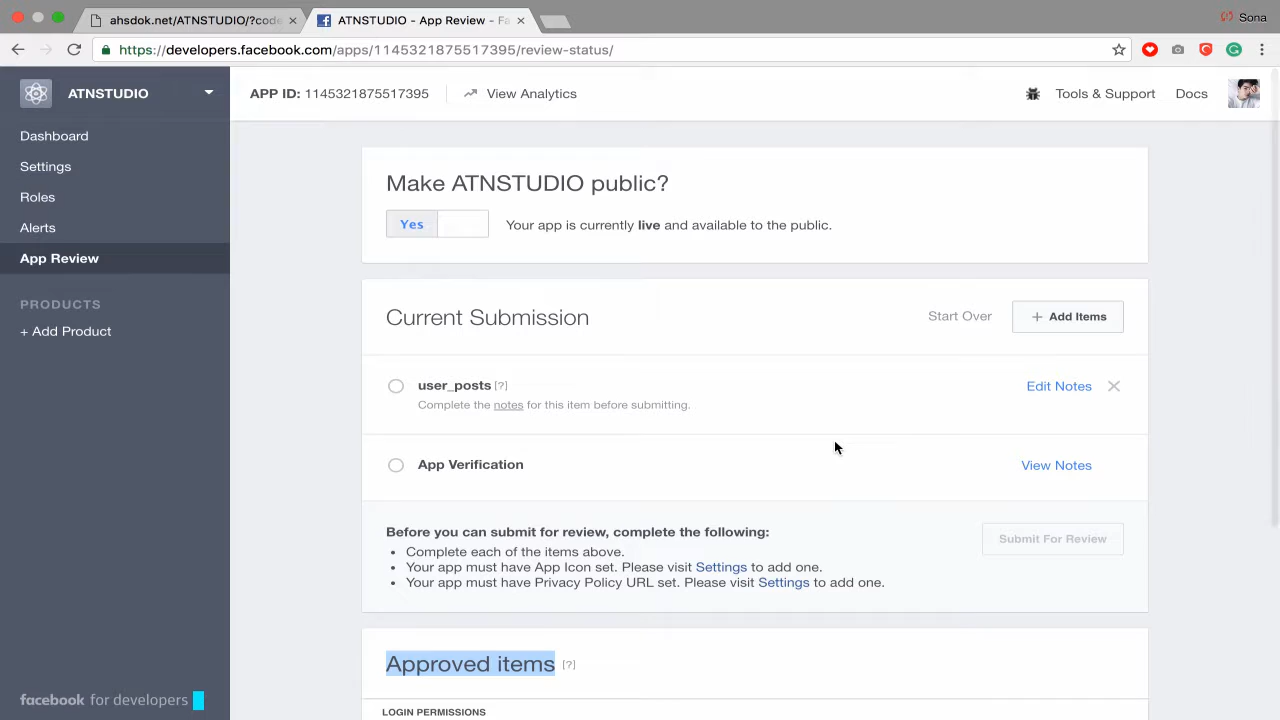 ahsdok.net/ATNSTUDIO/?code
ATNSTUDIO - App Review - Fa
Sona
https://developers.facebook.com/apps/1145321875517395/review-status/
ATNSTUDIO
APP ID: 1145321875517395
View Analytics
Tools & Support
Docs
Dashboard
Settings
Roles
Alerts
App Review
PRODUCTS
+ Add Product
Make ATNSTUDIO public?
Yes
Your app is currently live and available to the public.
Current Submission
Start Over
+ Add Items
user_posts [?]
Edit Notes
Complete the notes for this item before submitting.
App Verification
View Notes
Before you can submit for review, complete the following:
• Complete each of the items above.
• Your app must have App Icon set. Please visit Settings to add one.
• Your app must have Privacy Policy URL set. Please visit Settings to add one.
Submit For Review
Approved items [?]
LOGIN PERMISSIONS
facebook for developers